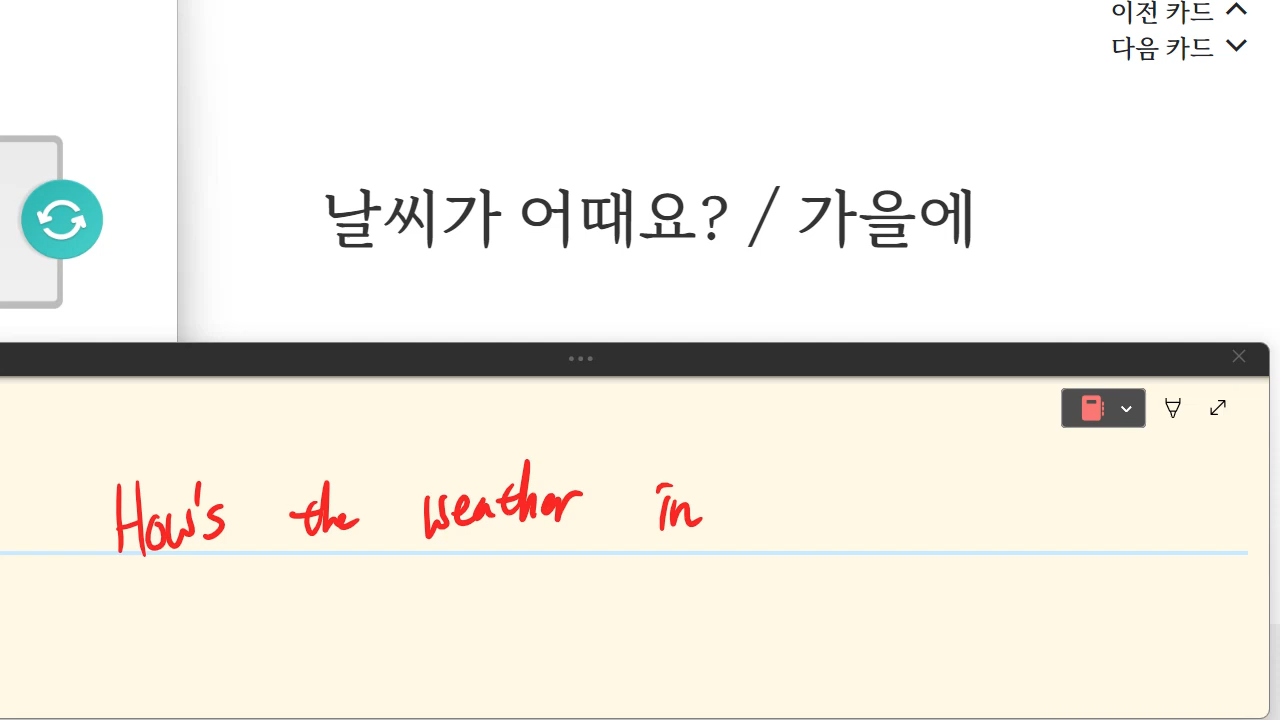 이전 카드
다음 카드
날씨가 어때요? / 가을에
How's the weather in